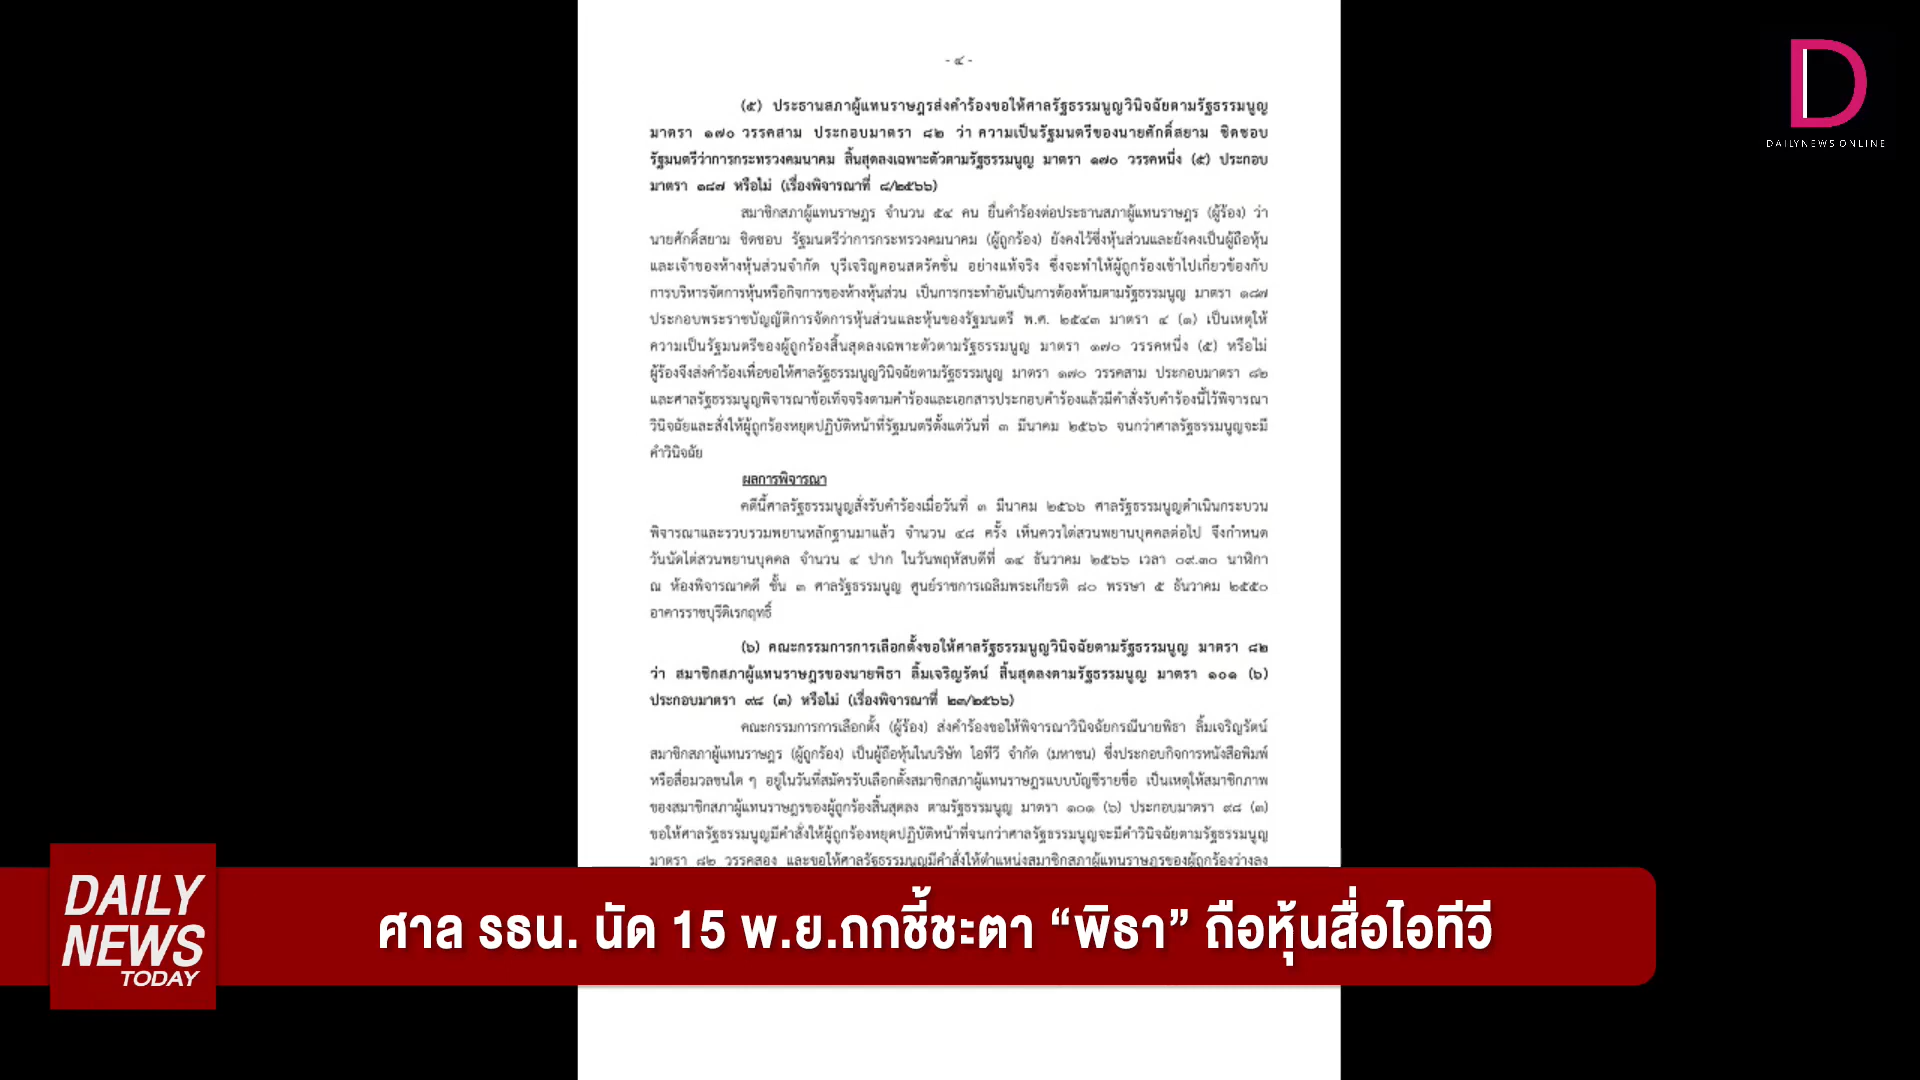 - ๔ -
(๕) ประธานสภาผู้แทนราษฎรส่งคำร้องขอให้ศาลรัฐธรรมนูญวินิจฉัยตามรัฐธรรมนูญ
มาตรา ๑๗๐ วรรคสาม ประกอบมาตรา ๘๒ ว่า ความเป็นรัฐมนตรีของนายศักดิ์สยาม ชิดชอบ
รัฐมนตรีว่าการกระทรวงคมนาคม สิ้นสุดลงเฉพาะตัวตามรัฐธรรมนูญ มาตรา ๑๗๐ วรรคหนึ่ง (๕) ประกอบ
มาตรา ๑๘๗ หรือไม่ (เรื่องพิจารณาที่ ๘/๒๕๖๖)
สมาชิกสภาผู้แทนราษฎร จำนวน ๕๔ คน ยื่นคำร้องต่อประธานสภาผู้แทนราษฎร (ผู้ร้อง) ว่า
นายศักดิ์สยาม ชิดชอบ รัฐมนตรีว่าการกระทรวงคมนาคม (ผู้ถูกร้อง) ยังคงไว้ซึ่งหุ้นส่วนและยังคงเป็นผู้ถือหุ้น
และเจ้าของห้างหุ้นส่วนจำกัด บุรีเจริญคอนสตรัคชั่น อย่างแท้จริง ซึ่งจะทำให้ผู้ถูกร้องเข้าไปเกี่ยวข้องกับ
การบริหารจัดการหุ้นหรือกิจการของห้างหุ้นส่วน เป็นการกระทำอันเป็นการต้องห้ามตามรัฐธรรมนูญ มาตรา ๑๘๗
ประกอบพระราชบัญญัติการจัดการหุ้นส่วนและหุ้นของรัฐมนตรี พ.ศ. ๒๕๔๓ มาตรา ๔ (๑) เป็นเหตุให้
ความเป็นรัฐมนตรีของผู้ถูกร้องสิ้นสุดลงเฉพาะตัวตามรัฐธรรมนูญ มาตรา ๑๗๐ วรรคหนึ่ง (๕) หรือไม่
ผู้ร้องจึงส่งคำร้องเพื่อขอให้ศาลรัฐธรรมนูญวินิจฉัยตามรัฐธรรมนูญ มาตรา ๑๗๐ วรรคสาม ประกอบมาตรา ๘๒
และศาลรัฐธรรมนูญพิจารณาข้อเท็จจริงตามคำร้องและเอกสารประกอบคำร้องแล้วมีคำสั่งรับคำร้องนี้ไว้พิจารณา
วินิจฉัยและสั่งให้ผู้ถูกร้องหยุดปฏิบัติหน้าที่รัฐมนตรีตั้งแต่วันที่ ๓ มีนาคม ๒๕๖๖ จนกว่าศาลรัฐธรรมนูญจะมี
คำวินิจฉัย
ผลการพิจารณา
คดีนี้ศาลรัฐธรรมนูญสั่งรับคำร้องเมื่อวันที่ ๓ มีนาคม ๒๕๖๖ ศาลรัฐธรรมนูญดำเนินกระบวน
พิจารณาและรวบรวมพยานหลักฐานมาแล้ว จำนวน ๔๘ ครั้ง เห็นควรไต่สวนพยานบุคคลต่อไป จึงกำหนด
วันนัดไต่สวนพยานบุคคล จำนวน ๔ ปาก ในวันพฤหัสบดีที่ ๑๔ ธันวาคม ๒๕๖๖ เวลา ๐๙.๓๐ นาฬิกา
ณ ห้องพิจารณาคดี ชั้น ๓ ศาลรัฐธรรมนูญ ศูนย์ราชการเฉลิมพระเกียรติ ๘๐ พรรษา ๕ ธันวาคม ๒๕๕๐
อาคารราชบุรีดิเรกฤทธิ์
(๖) คณะกรรมการการเลือกตั้งขอให้ศาลรัฐธรรมนูญวินิจฉัยตามรัฐธรรมนูญ มาตรา ๘๒
ว่า สมาชิกสภาผู้แทนราษฎรของนายพิธา ลิ้มเจริญรัตน์ สิ้นสุดลงตามรัฐธรรมนูญ มาตรา ๑๐๑ (๖)
ประกอบมาตรา ๙๘ (๓) หรือไม่ (เรื่องพิจารณาที่ ๒๓/๒๕๖๖)
คณะกรรมการการเลือกตั้ง (ผู้ร้อง) ส่งคำร้องขอให้พิจารณาวินิจฉัยกรณีนายพิธา ลิ้มเจริญรัตน์
สมาชิกสภาผู้แทนราษฎร (ผู้ถูกร้อง) เป็นผู้ถือหุ้นในบริษัท ไอทีวี จำกัด (มหาชน) ซึ่งประกอบกิจการหนังสือพิมพ์
หรือสื่อมวลชนใด ๆ อยู่ในวันที่สมัครรับเลือกตั้งสมาชิกสภาผู้แทนราษฎรแบบบัญชีรายชื่อ เป็นเหตุให้สมาชิกภาพ
ของสมาชิกสภาผู้แทนราษฎรของผู้ถูกร้องสิ้นสุดลง ตามรัฐธรรมนูญ มาตรา ๑๐๑ (๖) ประกอบมาตรา ๙๘ (๓)
ขอให้ศาลรัฐธรรมนูญมีคำสั่งให้ผู้ถูกร้องหยุดปฏิบัติหน้าที่จนกว่าศาลรัฐธรรมนูญจะมีคำวินิจฉัยตามรัฐธรรมนูญ
มาตรา ๘๒ วรรคสอง และขอให้ศาลรัฐธรรมนูญมีคำสั่งให้ตำแหน่งสมาชิกสภาผู้แทนราษฎรของผู้ถูกร้องว่างลง
D
DAILYNEWS ONLINE
DAILY
NEWS
TODAY
ศาล รธน. นัด 15 พ.ย.ถกชี้ชะตา “พิธา” ถือหุ้นสื่อไอทีวี